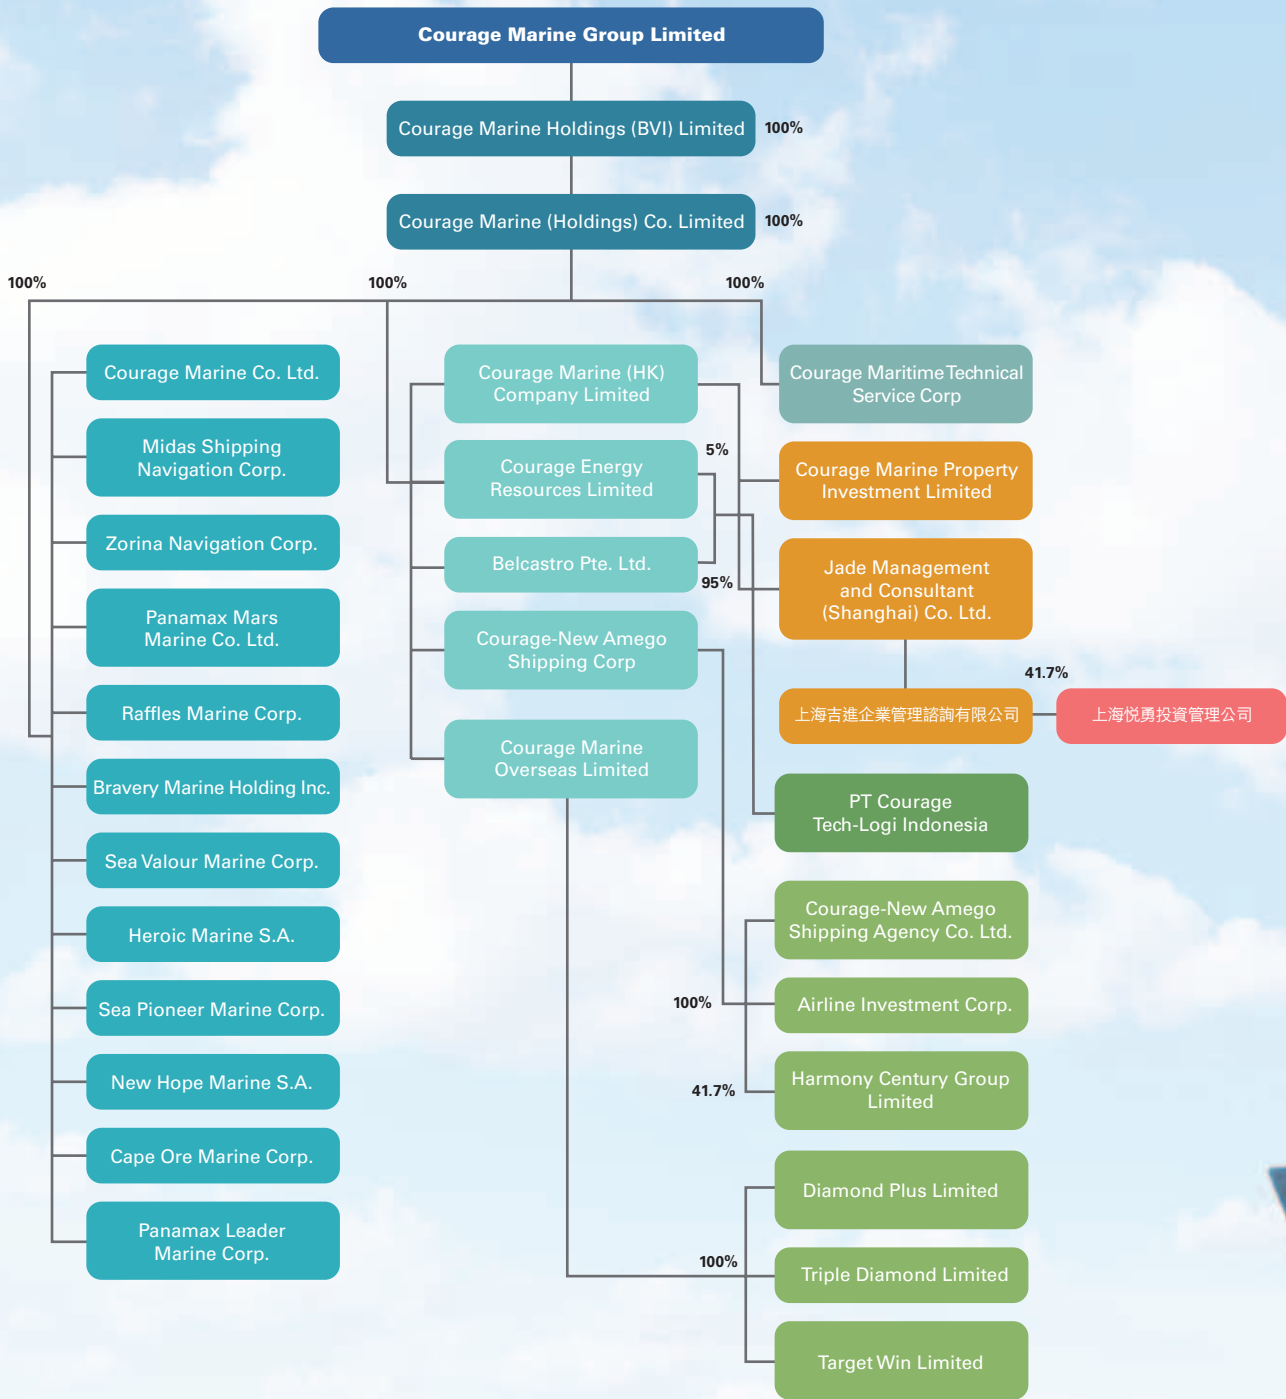 Courage Marine Group Limited
Courage Marine Holdings (BVI) Limited
100%
Courage Marine (Holdings) Co. Limited
100%
100%
100%
100%
Courage Marine Co. Ltd.
Midas Shipping
Navigation Corp.
Zorina Navigation Corp.
Panamax Mars
Marine Co. Ltd.
Raffles Marine Corp.
Bravery Marine Holding Inc.
Sea Valour Marine Corp.
Heroic Marine S.A.
Sea Pioneer Marine Corp.
New Hope Marine S.A.
Cape Ore Marine Corp.
Panamax Leader
Marine Corp.
Courage Marine (HK)
Company Limited
Courage Energy
Resources Limited
5%
Belcastro Pte. Ltd.
95%
Courage-New Amego
Shipping Corp
Courage Marine
Overseas Limited
Courage Maritime Technical
Service Corp
Courage Marine Property
Investment Limited
Jade Management
and Consultant
(Shanghai) Co. Ltd.
上海吉進企業管理諮詢有限公司
41.7%
上海悦勇投資管理公司
PT Courage
Tech-Logi Indonesia
Courage-New Amego
Shipping Agency Co. Ltd.
100%
Airline Investment Corp.
41.7%
Harmony Century Group
Limited
Diamond Plus Limited
100%
Triple Diamond Limited
Target Win Limited